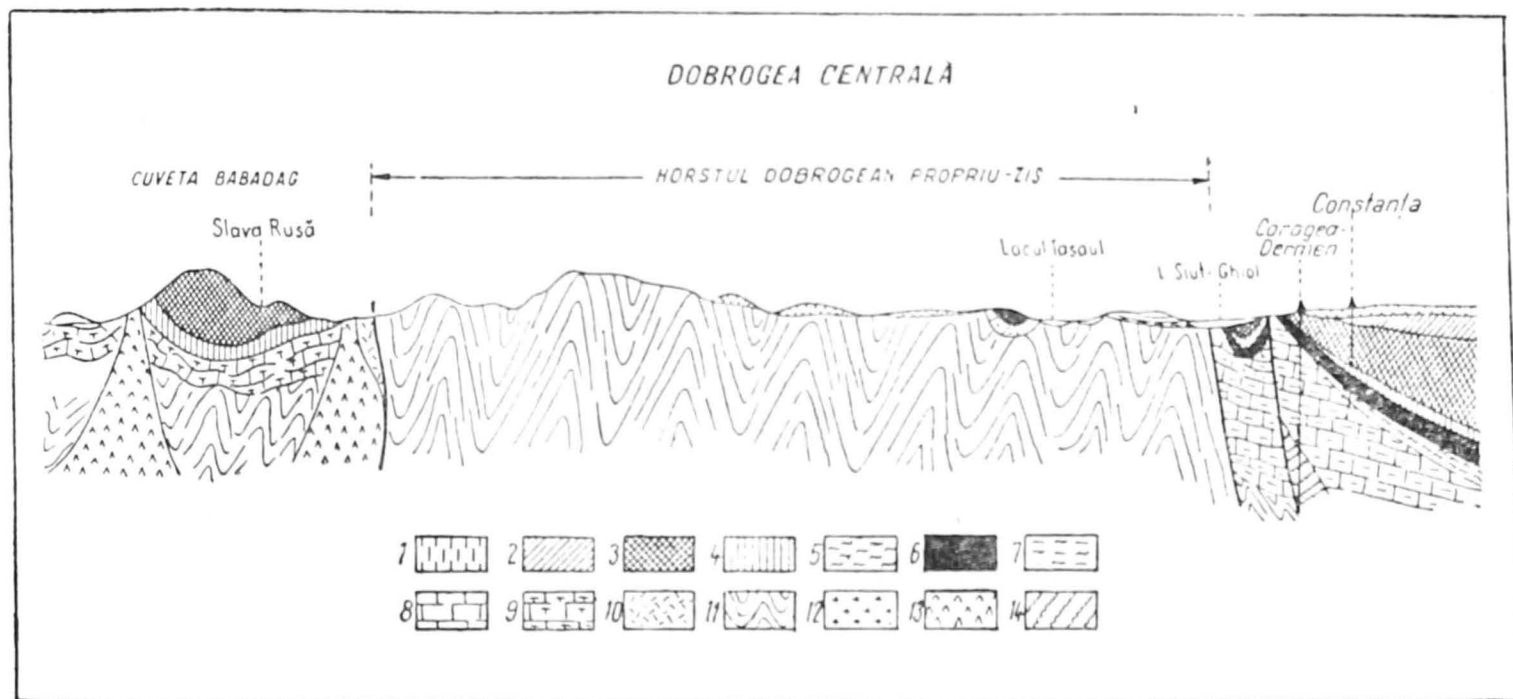 DOBROGEA CENTRALĂ
CUVETA BABADAG
HORSTUL DOBROGEAN PROPRIU-ZIS
Slava Rusă
Lacul Tașaul
L. Siut-Ghiol
Caragea-
Dermen
Constanța
1 2 3 4 5 6 7
8 9 10 11 12 13 14